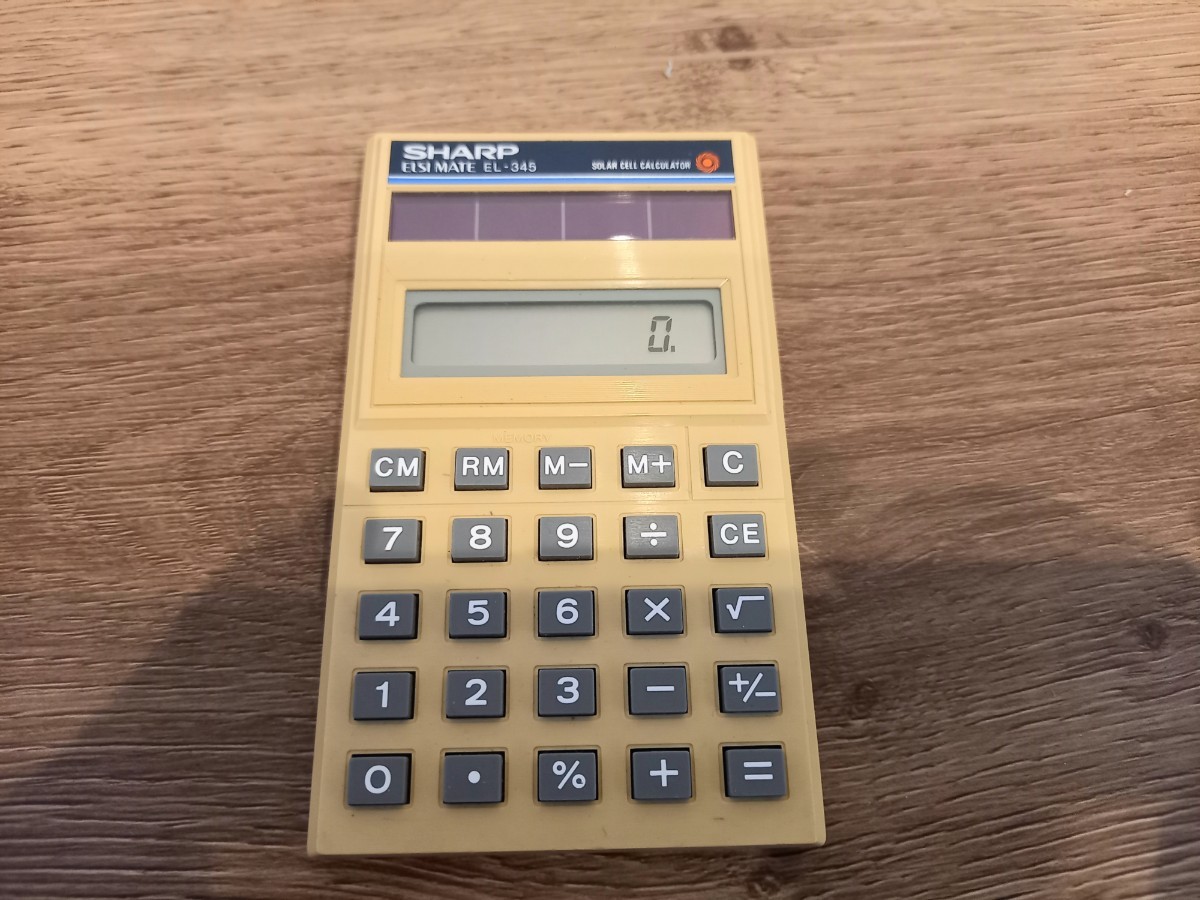 SHARP
ELSI MATE EL-345 SOLAR CELL CALCULATOR
0.
MEMORY
CM RM M− M+ C
7 8 9 ÷ CE
4 5 6 × √
1 2 3 − +/−
0 • % + =